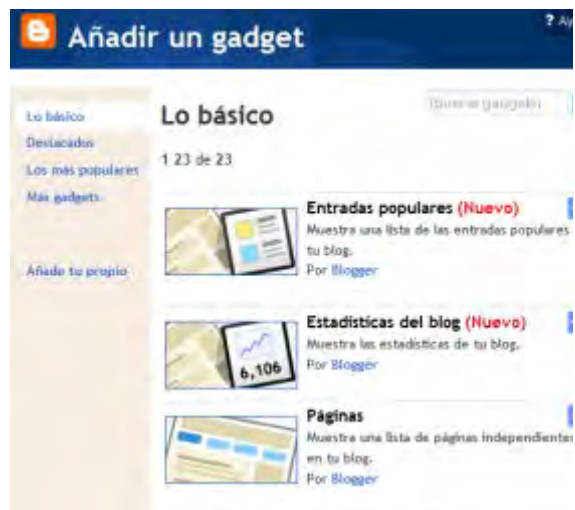 Añadir un gadget
? Ay
Lo básico
Destacados
Los más populares
Más gadgets
Añade tu propio
Lo básico
(Buscar gadgets)
1 23 de 23
Entradas populares (Nuevo)
Muestra una lista de las entradas populares
tu blog.
Por Blogger
Estadísticas del blog (Nuevo)
Muestra las estadísticas de tu blog.
Por Blogger
6,106
Páginas
Muestra una lista de páginas independientes
en tu blog.
Por Blogger